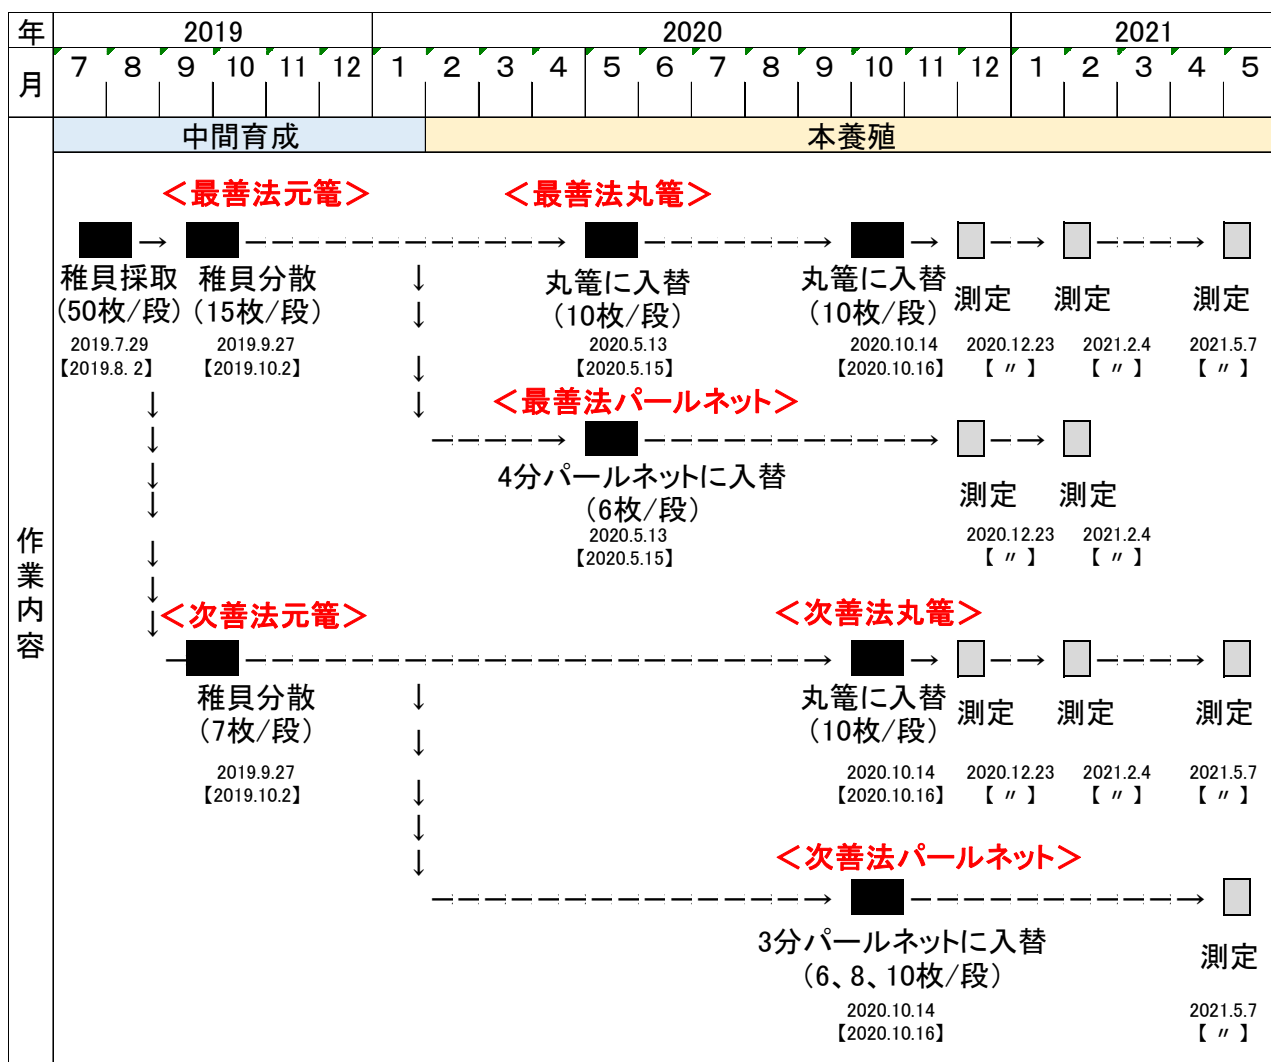 年 2019 2020 2021
月 7 8 9 10 11 12 1 2 3 4 5 6 7 8 9 10 11 12 1 2 3 4 5
中間育成 本養殖
作業内容
＜最善法元篭＞ ＜最善法丸篭＞
稚貝採取 稚貝分散 丸篭に入替 丸篭に入替 測定 測定 測定
(50枚/段) (15枚/段) (10枚/段) (10枚/段)
2019.7.29 2019.9.27 2020.5.13 2020.10.14 2020.12.23 2021.2.4 2021.5.7
【2019.8. 2】 【2019.10.2】 【2020.5.15】 【2020.10.16】 【 〃 】 【 〃 】 【 〃 】
＜最善法パールネット＞
4分パールネットに入替 測定 測定
(6枚/段)
2020.5.13 2020.12.23 2021.2.4
【2020.5.15】 【 〃 】 【 〃 】
＜次善法元篭＞ ＜次善法丸篭＞
稚貝分散 丸篭に入替 測定 測定 測定
(7枚/段) (10枚/段)
2019.9.27 2020.10.14 2020.12.23 2021.2.4 2021.5.7
【2019.10.2】 【2020.10.16】 【 〃 】 【 〃 】 【 〃 】
＜次善法パールネット＞
3分パールネットに入替 測定
(6、8、10枚/段)
2020.10.14 2021.5.7
【2020.10.16】 【 〃 】